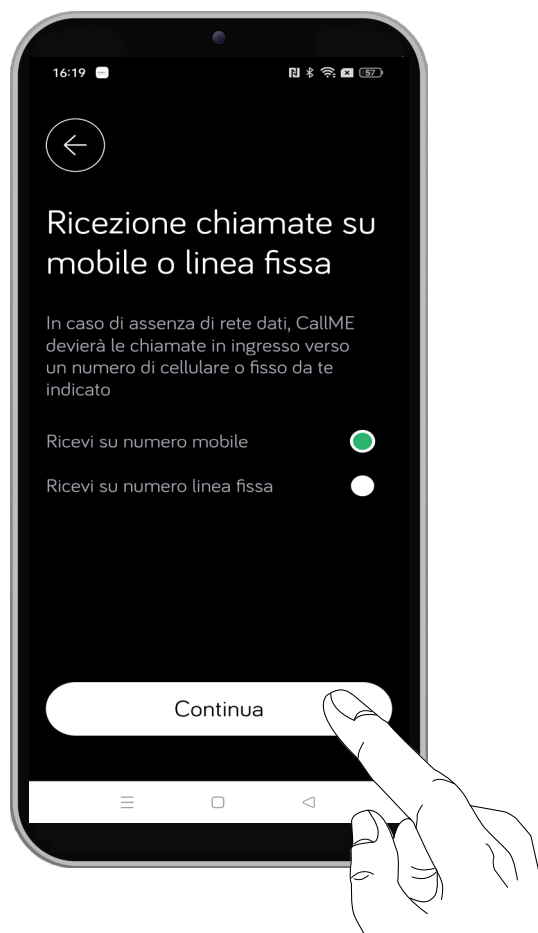 16:19
57
Ricezione chiamate su
mobile o linea fissa
In caso di assenza di rete dati, CallME
devierà le chiamate in ingresso verso
un numero di cellulare o fisso da te
indicato
Ricevi su numero mobile
Ricevi su numero linea fissa
Continua